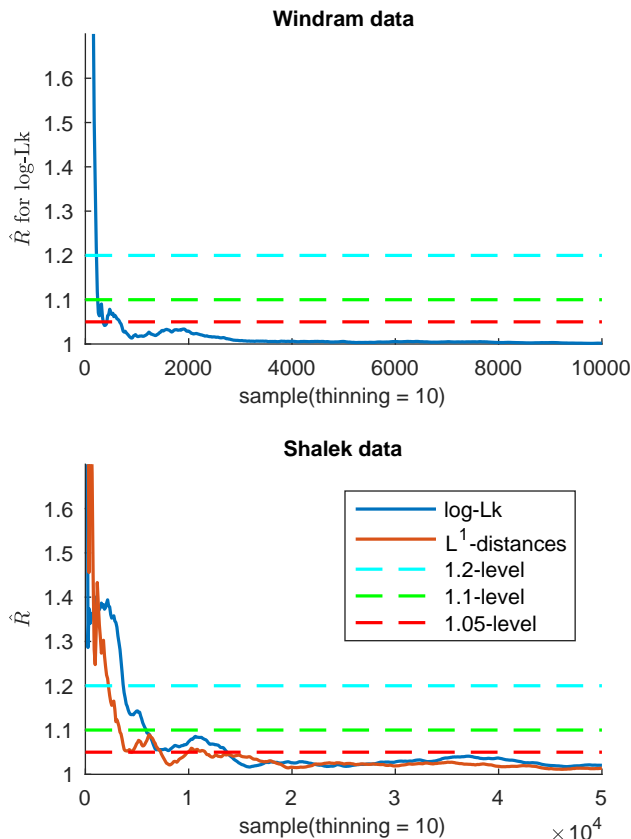 Windram data
1.6
1.5
1.4
1.3
1.2
1.1
1
R̂ for log-Lk
0 2000 4000 6000 8000 10000
sample(thinning = 10)
Shalek data
1.6
1.5
1.4
1.3
1.2
1.1
1
R̂
log-Lk
L¹-distances
1.2-level
1.1-level
1.05-level
0 1 2 3 4 5
sample(thinning = 10)
× 10⁴